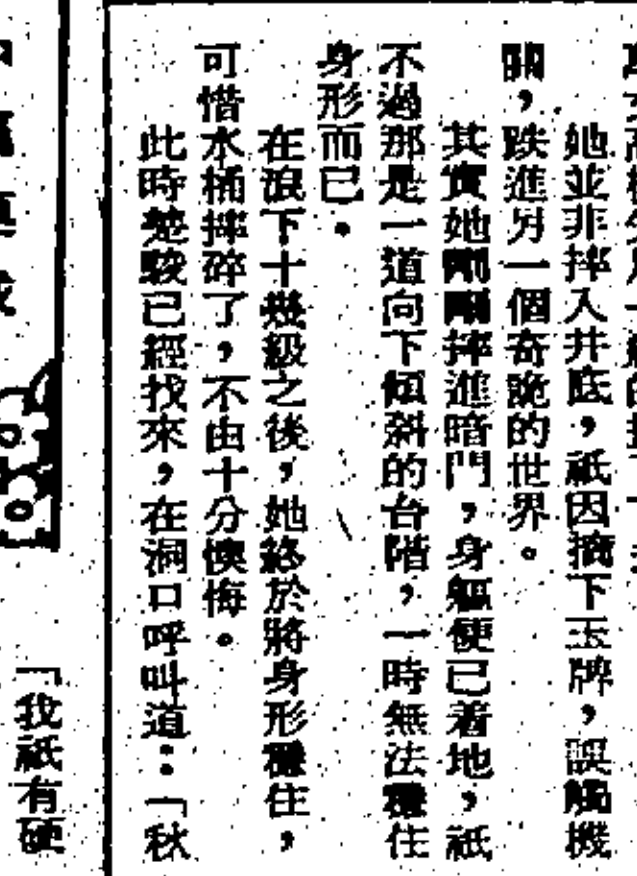 她並非摔入井底，祇因摘下玉牌，誤觸機
關，跌進另一個奇詭的世界。
其實她剛剛摔進暗門，身軀便已着地，祇
不過那是一道向下傾斜的台階，一時無法穩住
身形而已。
在滾下十幾級之後，她終於將身形穩住，
可惜水桶摔碎了，不由十分懊悔。
此時楚駿已經找來，在洞口呼叫道：「秋
「我祇有硬